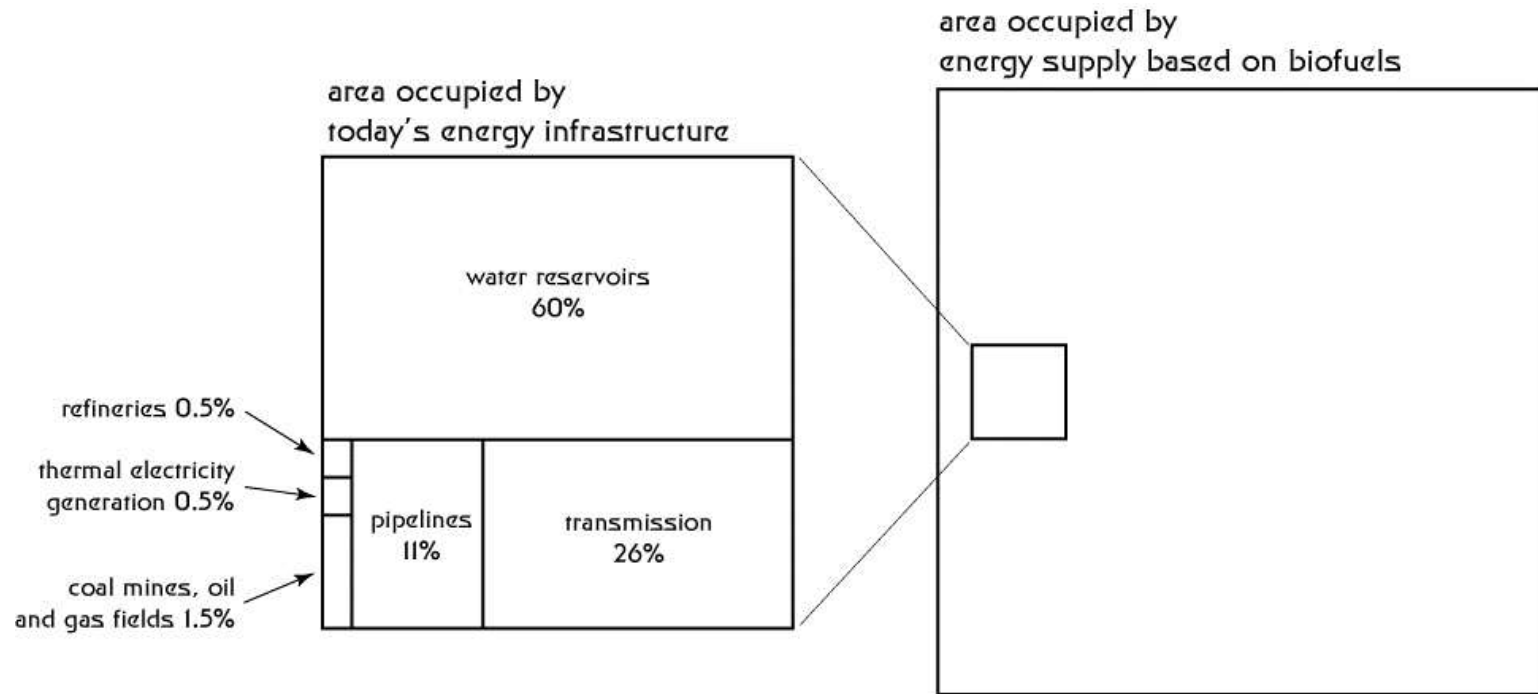 area occupied by
energy supply based on biofuels
area occupied by
today's energy infrastructure
water reservoirs
60%
refineries 0.5%
thermal electricity
generation 0.5%
coal mines, oil
and gas fields 1.5%
pipelines
11%
transmission
26%